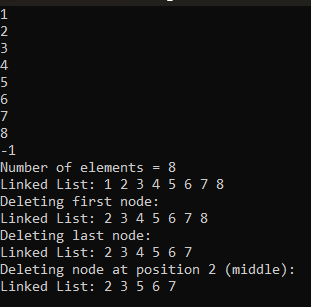 1
2
3
4
5
6
7
8
-1
Number of elements = 8
Linked List: 1 2 3 4 5 6 7 8
Deleting first node:
Linked List: 2 3 4 5 6 7 8
Deleting last node:
Linked List: 2 3 4 5 6 7
Deleting node at position 2 (middle):
Linked List: 2 3 5 6 7